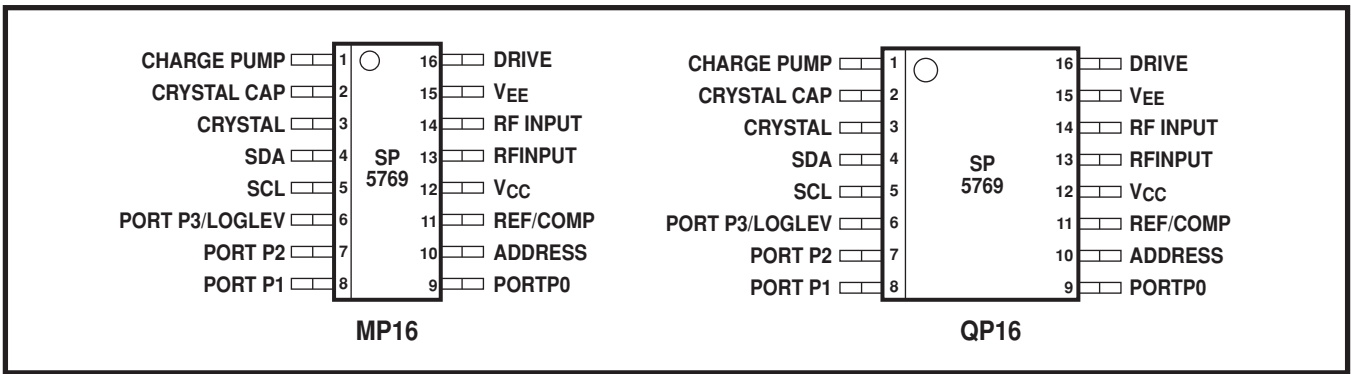 CHARGE PUMP 1 16 DRIVE
CRYSTAL CAP 2 15 VEE
CRYSTAL 3 14 RF INPUT
SDA 4 13 RFINPUT
SCL 5 12 VCC
PORT P3/LOGLEV 6 11 REF/COMP
PORT P2 7 10 ADDRESS
PORT P1 8 9 PORTP0
SP
5769
MP16
CHARGE PUMP 1 16 DRIVE
CRYSTAL CAP 2 15 VEE
CRYSTAL 3 14 RF INPUT
SDA 4 13 RFINPUT
SCL 5 12 VCC
PORT P3/LOGLEV 6 11 REF/COMP
PORT P2 7 10 ADDRESS
PORT P1 8 9 PORTP0
SP
5769
QP16